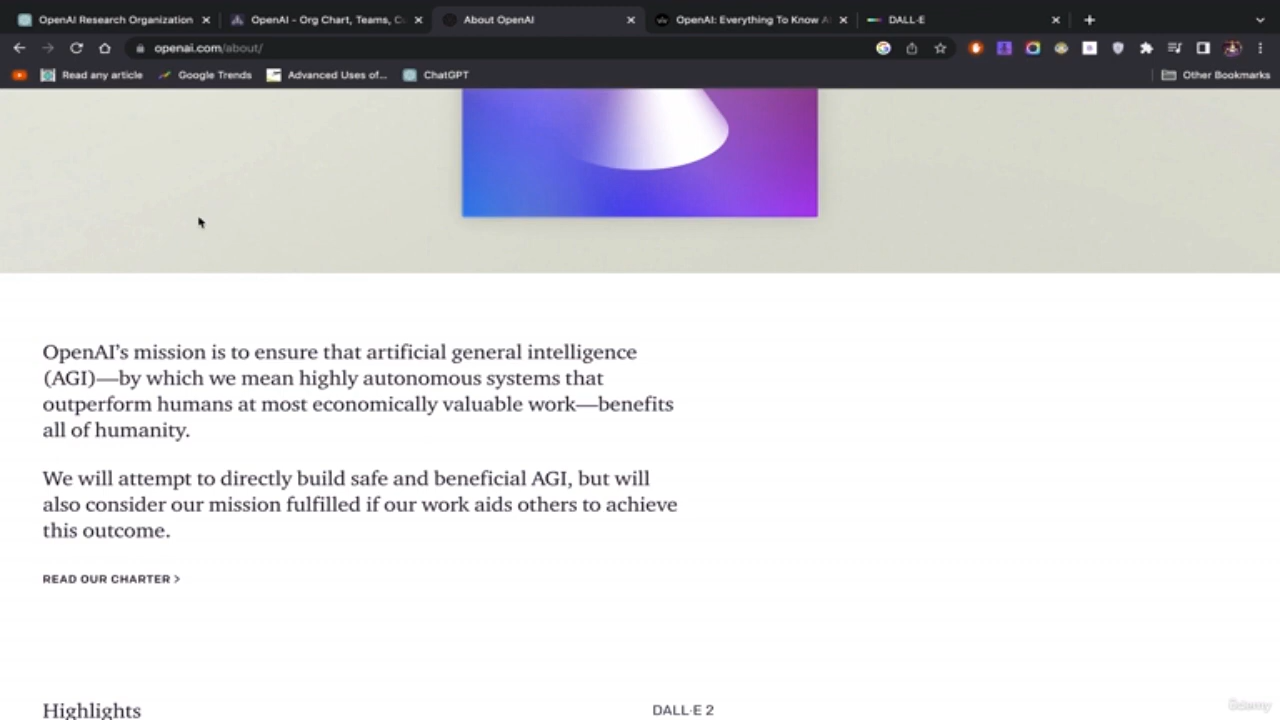 OpenAI Research Organization
OpenAI - Org Chart, Teams, C
About OpenAI
OpenAI: Everything To Know A
DALL-E
openai.com/about/
Read any article
Google Trends
Advanced Uses of...
ChatGPT
Other Bookmarks
OpenAI's mission is to ensure that artificial general intelligence
(AGI)—by which we mean highly autonomous systems that
outperform humans at most economically valuable work—benefits
all of humanity.
We will attempt to directly build safe and beneficial AGI, but will
also consider our mission fulfilled if our work aids others to achieve
this outcome.
READ OUR CHARTER >
Highlights
DALL·E 2